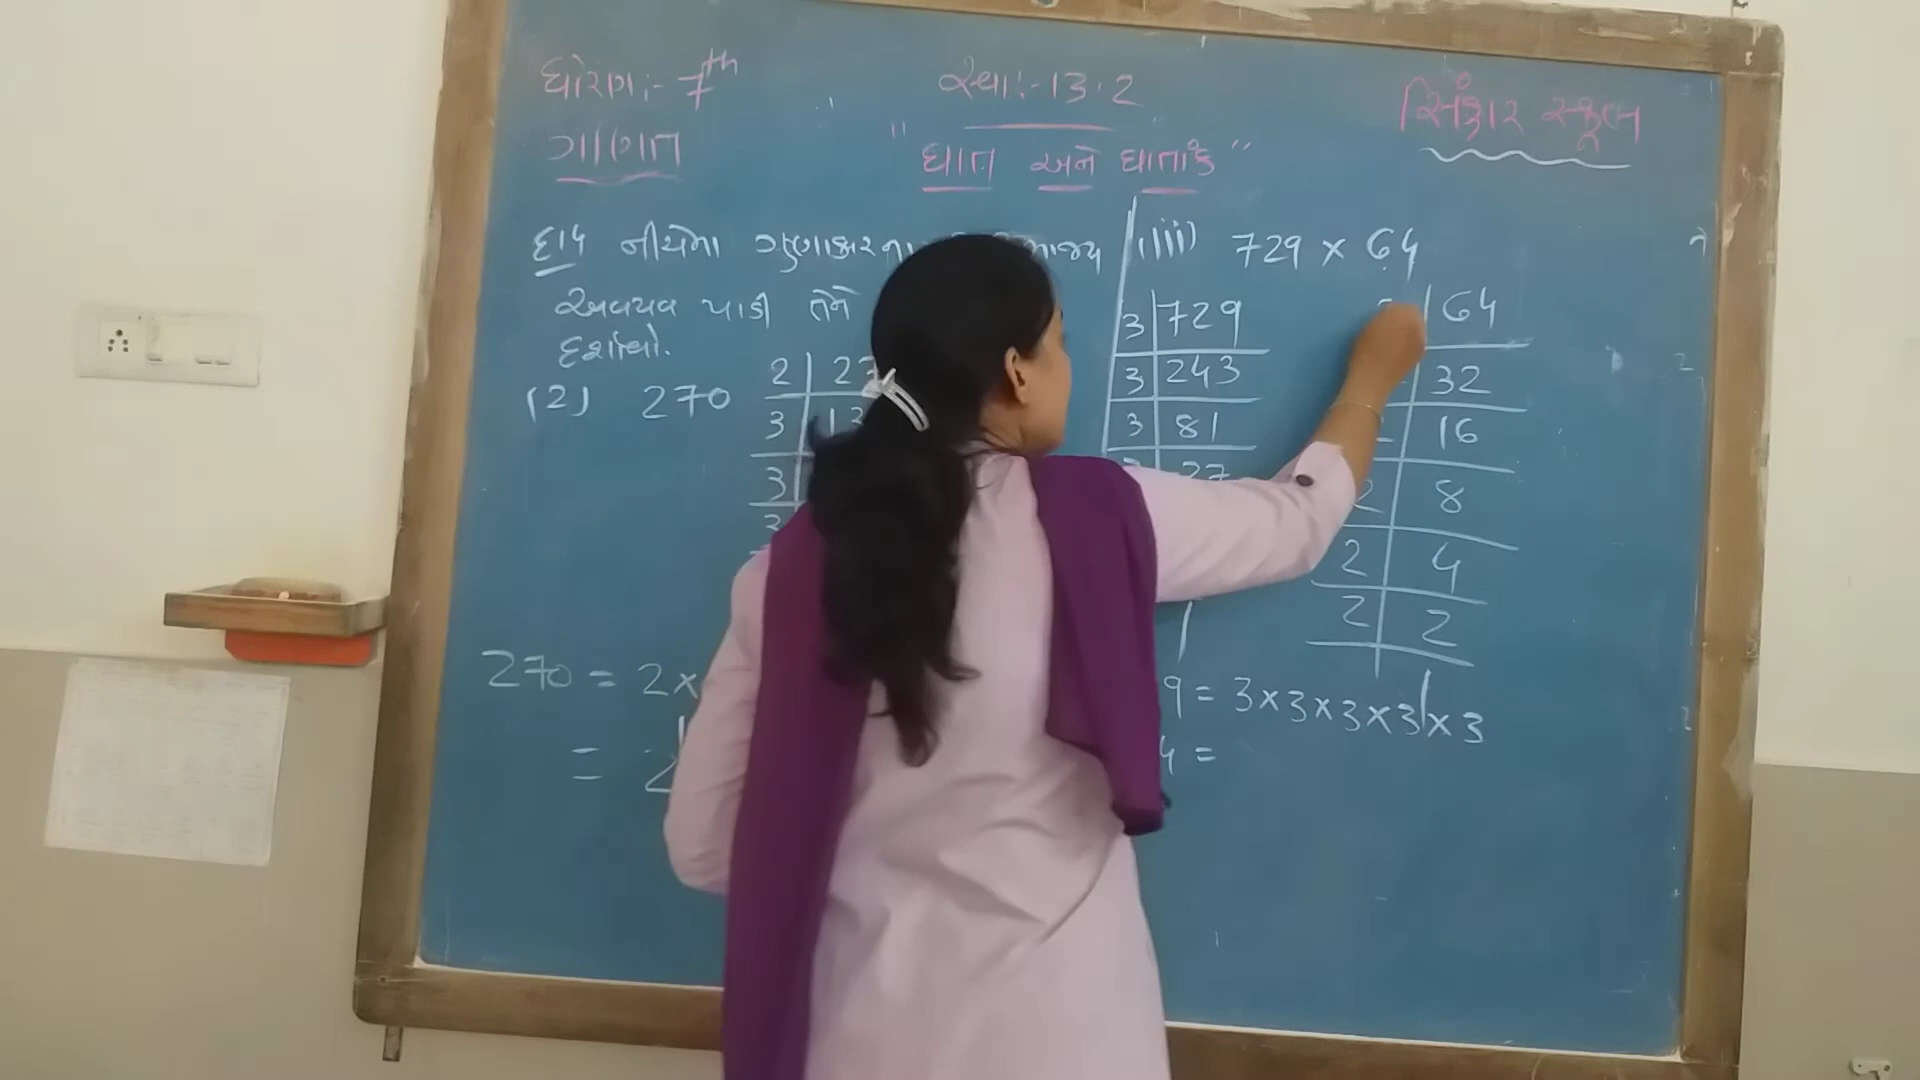 ધોરણ:- 7th
ગણિત
સ્વા:- 13.2
"ઘાત અને ઘાતાંક"
સ્કૂલ
દા5 નીચેના ગુણાકારના
અવયવ પાડી તેને
દર્શાવો.
(2) 270
2
3
3
270 = 2×
=
(iii) 729 × 64
3 | 729
3 | 243
3 | 81
27
64
32
16
2 | 8
2 | 4
2 | 2
1
9 = 3×3×3×3×3
4 =